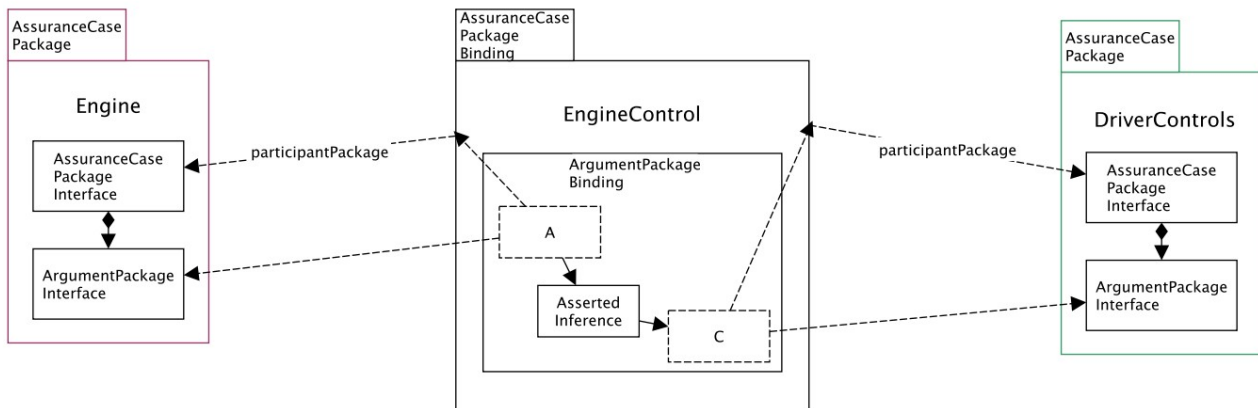 AssuranceCase
Package
Engine
AssuranceCase
Package
Interface
ArgumentPackage
Interface
participantPackage
AssuranceCase
Package
Binding
EngineControl
ArgumentPackage
Binding
A
Asserted
Inference
C
participantPackage
AssuranceCase
Package
DriverControls
AssuranceCase
Package
Interface
ArgumentPackage
Interface